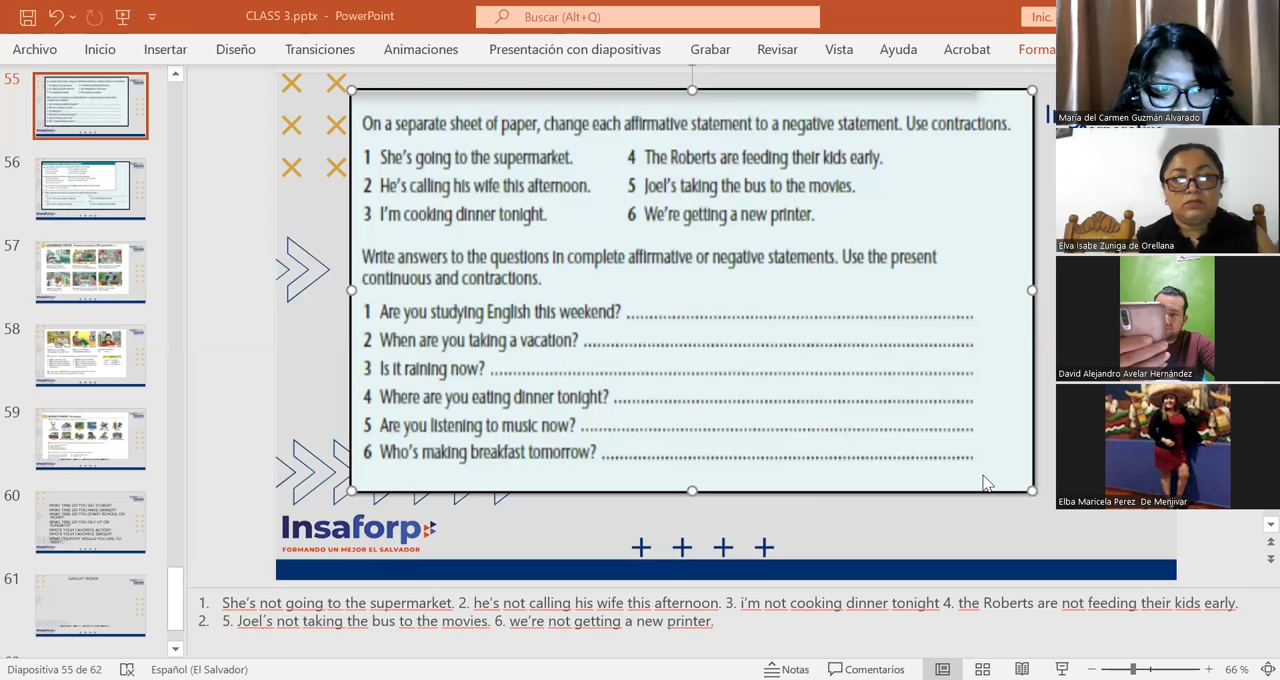 CLASS 3.pptx - PowerPoint
Buscar (Alt+Q)
Inic.
Archivo Inicio Insertar Diseño Transiciones Animaciones Presentación con diapositivas Grabar Revisar Vista Ayuda Acrobat Forma
55
56
57
58
59
60
61
On a separate sheet of paper, change each affirmative statement to a negative statement. Use contractions.
1 She's going to the supermarket.
2 He's calling his wife this afternoon.
3 I'm cooking dinner tonight.
4 The Roberts are feeding their kids early.
5 Joel's taking the bus to the movies.
6 We're getting a new printer.
Write answers to the questions in complete affirmative or negative statements. Use the present
continuous and contractions.
1 Are you studying English this weekend?
2 When are you taking a vacation?
3 Is it raining now?
4 Where are you eating dinner tonight?
5 Are you listening to music now?
6 Who's making breakfast tomorrow?
Insaforp
FORMANDO UN MEJOR EL SALVADOR
1. She's not going to the supermarket. 2. he's not calling his wife this afternoon. 3. i'm not cooking dinner tonight 4. the Roberts are not feeding their kids early.
2. 5. Joel´s not taking the bus to the movies. 6. we're not getting a new printer.
Diapositiva 55 de 62 Español (El Salvador) Notas Comentarios 66 %
María del Carmen Guzmán Alvarado
Elva Isabe Zuniga de Orellana
David Alejandro Avelar Hernández
Elba Maricela Perez De Menjivar